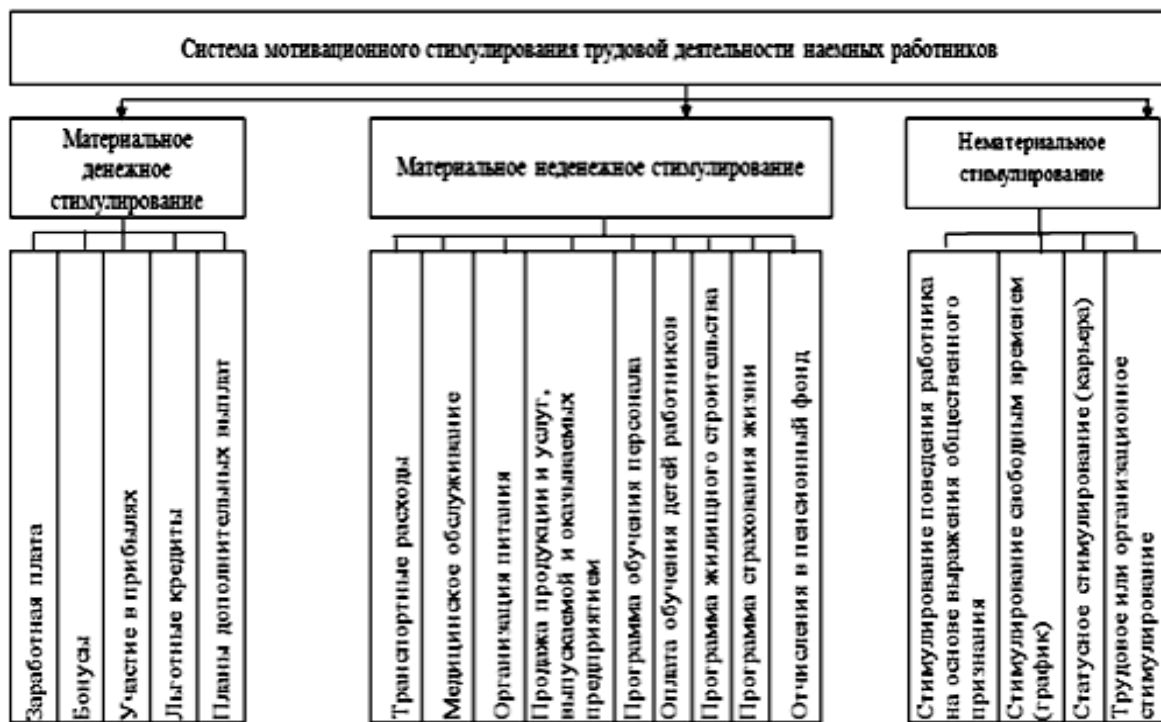 Система мотивационного стимулирования трудовой деятельности наемных работников
Материальное
денежное
стимулирование
Материальное неденежное стимулирование
Нематериальное
стимулирование
Заработная плата
Бонусы
Участие в прибылях
Льготные кредиты
Планы дополнительных выплат
Транспортные расходы
Медицинское обслуживание
Организация питания
Продажа продукции и услуг,
выпускаемой и оказываемых
предприятием
Программа обучения персонала
Оплата обучения детей работников
Программа жилищного строительства
Программа страхования жизни
Отчисления в пенсионный фонд
Стимулирование поведения работника
на основе выражения общественного
признания
Стимулирование свободным временем
(график)
Статусное стимулирование (карьера)
Трудовое или организационное
стимулирование